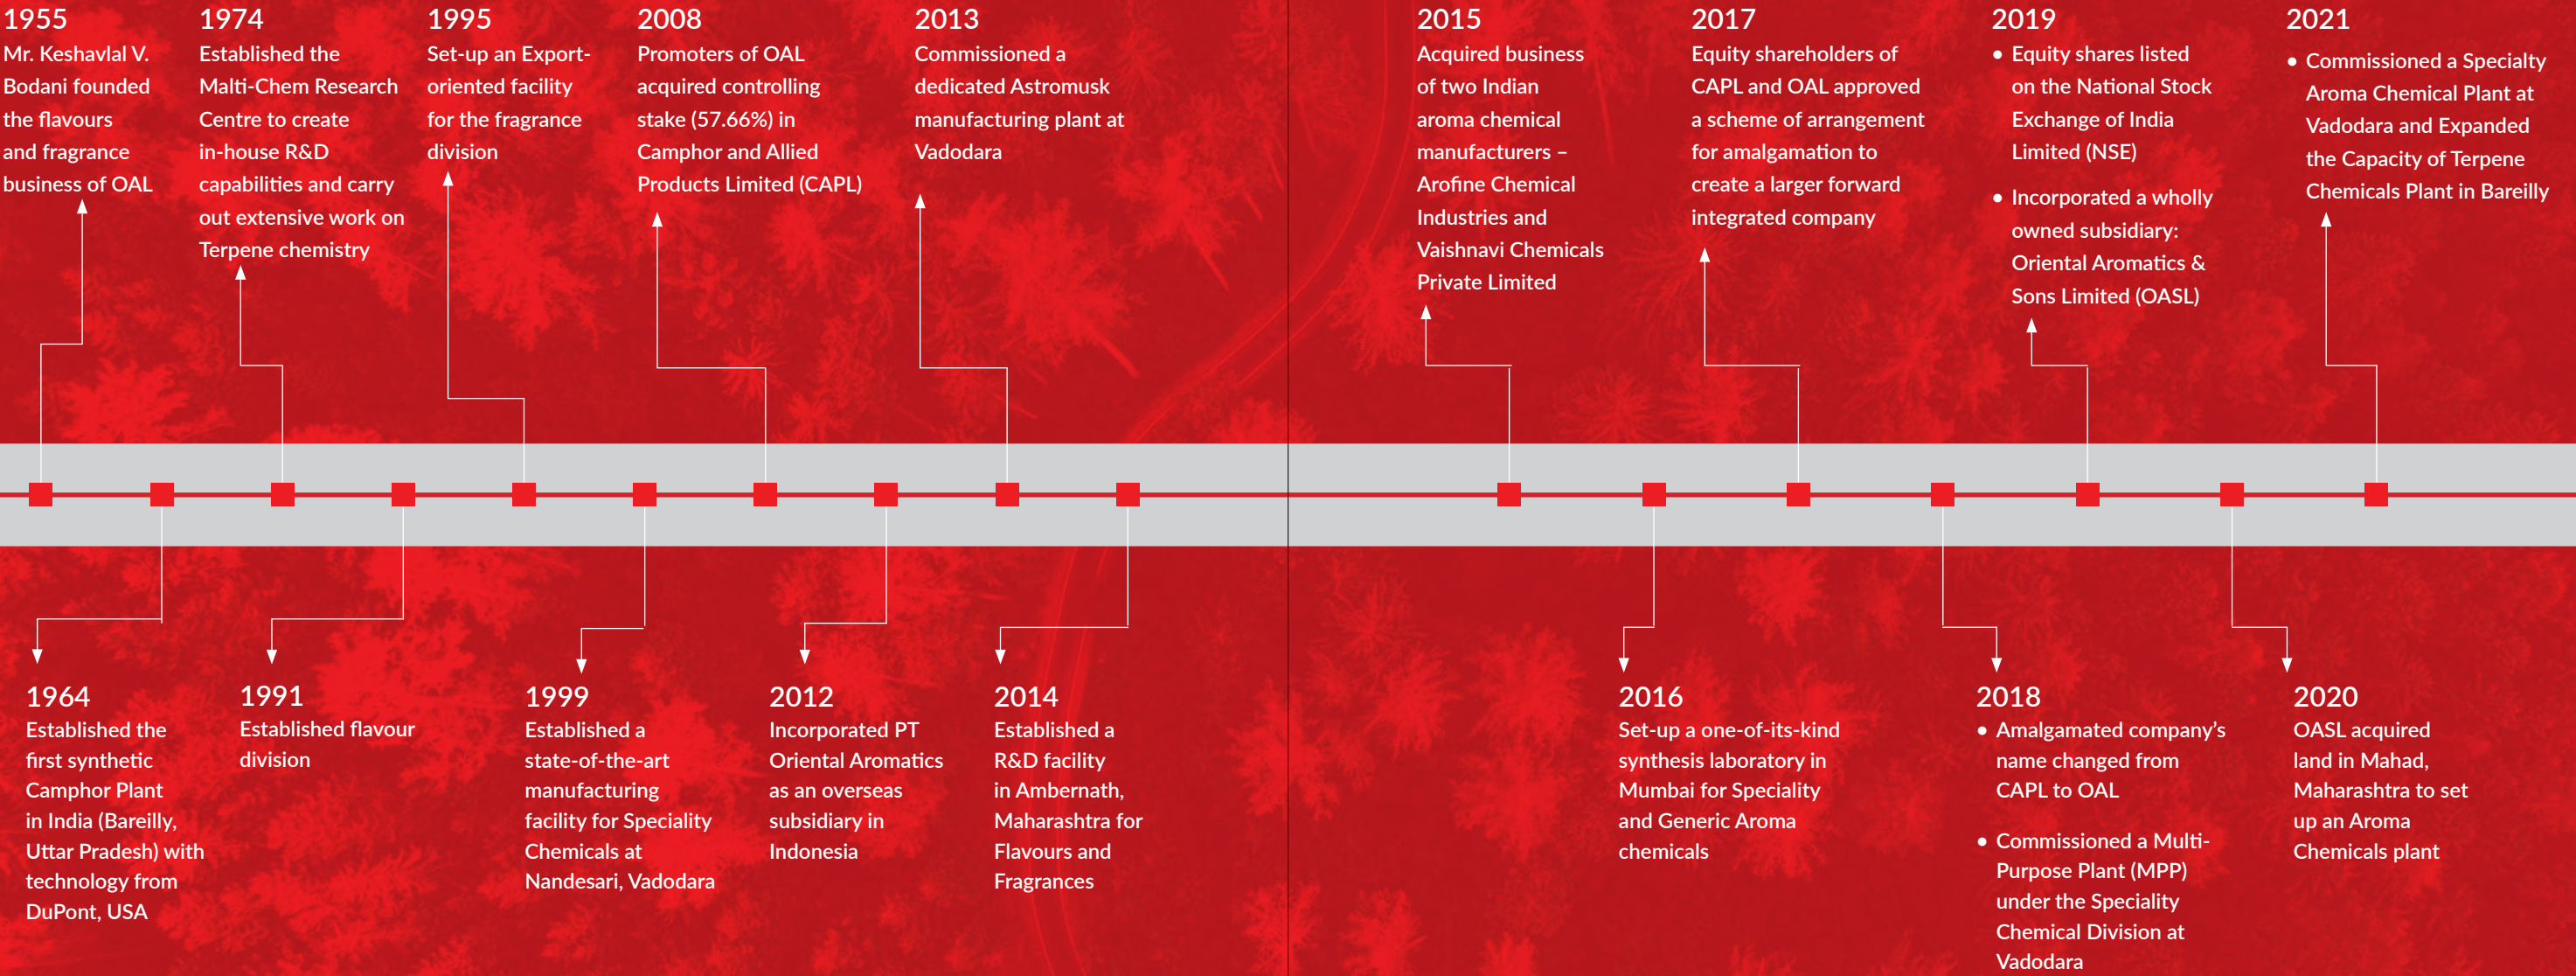 1955
Mr. Keshavlal V.
Bodani founded
the flavours
and fragrance
business of OAL
1974
Established the
Malti-Chem Research
Centre to create
in-house R&D
capabilities and carry
out extensive work on
Terpene chemistry
1995
Set-up an Export-
oriented facility
for the fragrance
division
2008
Promoters of OAL
acquired controlling
stake (57.66%) in
Camphor and Allied
Products Limited (CAPL)
2013
Commissioned a
dedicated Astromusk
manufacturing plant at
Vadodara
2015
Acquired business
of two Indian
aroma chemical
manufacturers –
Arofine Chemical
Industries and
Vaishnavi Chemicals
Private Limited
2017
Equity shareholders of
CAPL and OAL approved
a scheme of arrangement
for amalgamation to
create a larger forward
integrated company
2019
• Equity shares listed
on the National Stock
Exchange of India
Limited (NSE)
• Incorporated a wholly
owned subsidiary:
Oriental Aromatics &
Sons Limited (OASL)
2021
• Commissioned a Specialty
Aroma Chemical Plant at
Vadodara and Expanded
the Capacity of Terpene
Chemicals Plant in Bareilly
1964
Established the
first synthetic
Camphor Plant
in India (Bareilly,
Uttar Pradesh) with
technology from
DuPont, USA
1991
Established flavour
division
1999
Established a
state-of-the-art
manufacturing
facility for Speciality
Chemicals at
Nandesari, Vadodara
2012
Incorporated PT
Oriental Aromatics
as an overseas
subsidiary in
Indonesia
2014
Established a
R&D facility
in Ambernath,
Maharashtra for
Flavours and
Fragrances
2016
Set-up a one-of-its-kind
synthesis laboratory in
Mumbai for Speciality
and Generic Aroma
chemicals
2018
• Amalgamated company’s
name changed from
CAPL to OAL
• Commissioned a Multi-
Purpose Plant (MPP)
under the Speciality
Chemical Division at
Vadodara
2020
OASL acquired
land in Mahad,
Maharashtra to set
up an Aroma
Chemicals plant